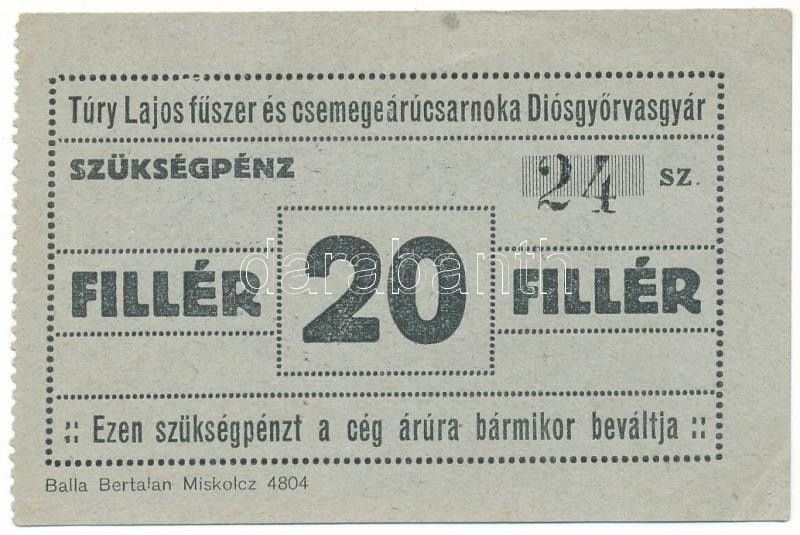 Túry Lajos fűszer és csemegeárúcsarnoka Diósgyőrvasgyár
SZÜKSÉGPÉNZ
24 SZ.
FILLÉR 20 FILLÉR
darabanth
:: Ezen szükségpénzt a cég árúra bármikor beváltja ::
Balla Bertalan Miskolcz 4804